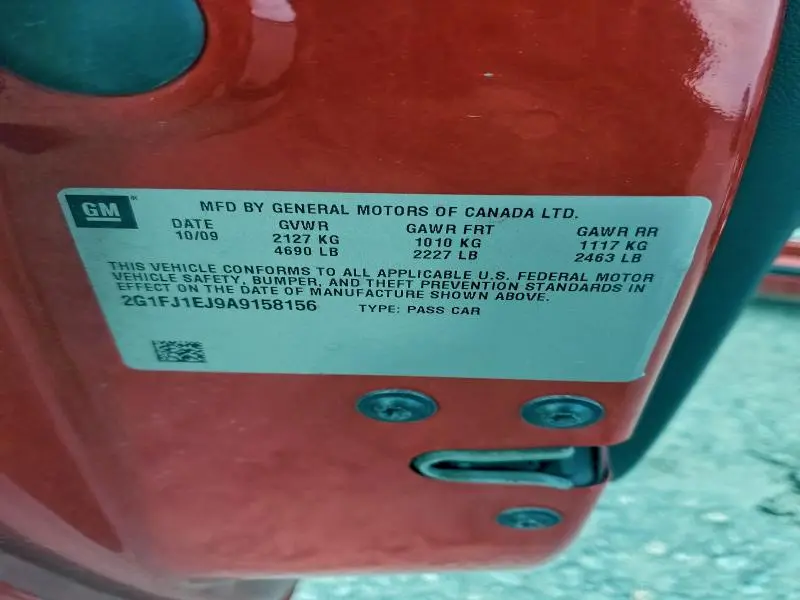 GM® MFD BY GENERAL MOTORS OF CANADA LTD.
DATE GVWR GAWR FRT GAWR RR
10/09 2127 KG 1010 KG 1117 KG
4690 LB 2227 LB 2463 LB
THIS VEHICLE CONFORMS TO ALL APPLICABLE U.S. FEDERAL MOTOR
VEHICLE SAFETY, BUMPER, AND THEFT PREVENTION STANDARDS IN
EFFECT ON THE DATE OF MANUFACTURE SHOWN ABOVE.
2G1FJ1EJ9A9158156 TYPE: PASS CAR